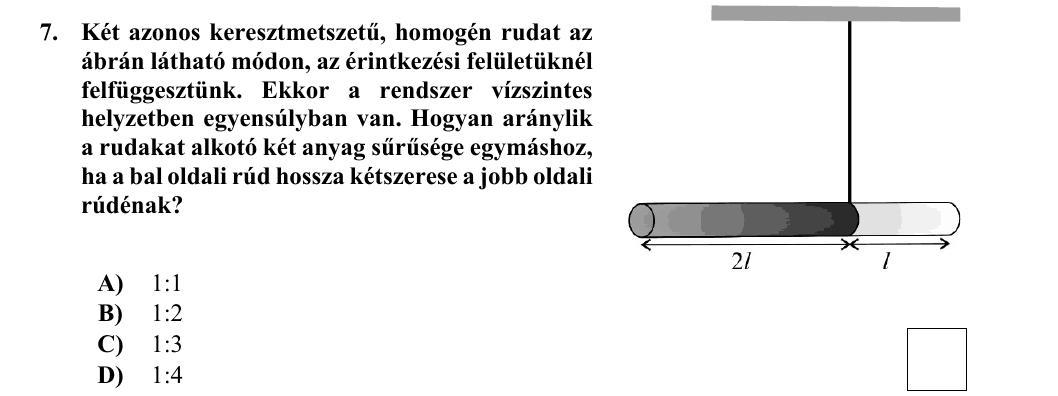 7. Két azonos keresztmetszetű, homogén rudat az
ábrán látható módon, az érintkezési felületüknél
felfüggesztünk. Ekkor a rendszer vízszintes
helyzetben egyensúlyban van. Hogyan aránylik
a rudakat alkotó két anyag sűrűsége egymáshoz,
ha a bal oldali rúd hossza kétszerese a jobb oldali
rúdénak?
2l
l
A) 1:1
B) 1:2
C) 1:3
D) 1:4